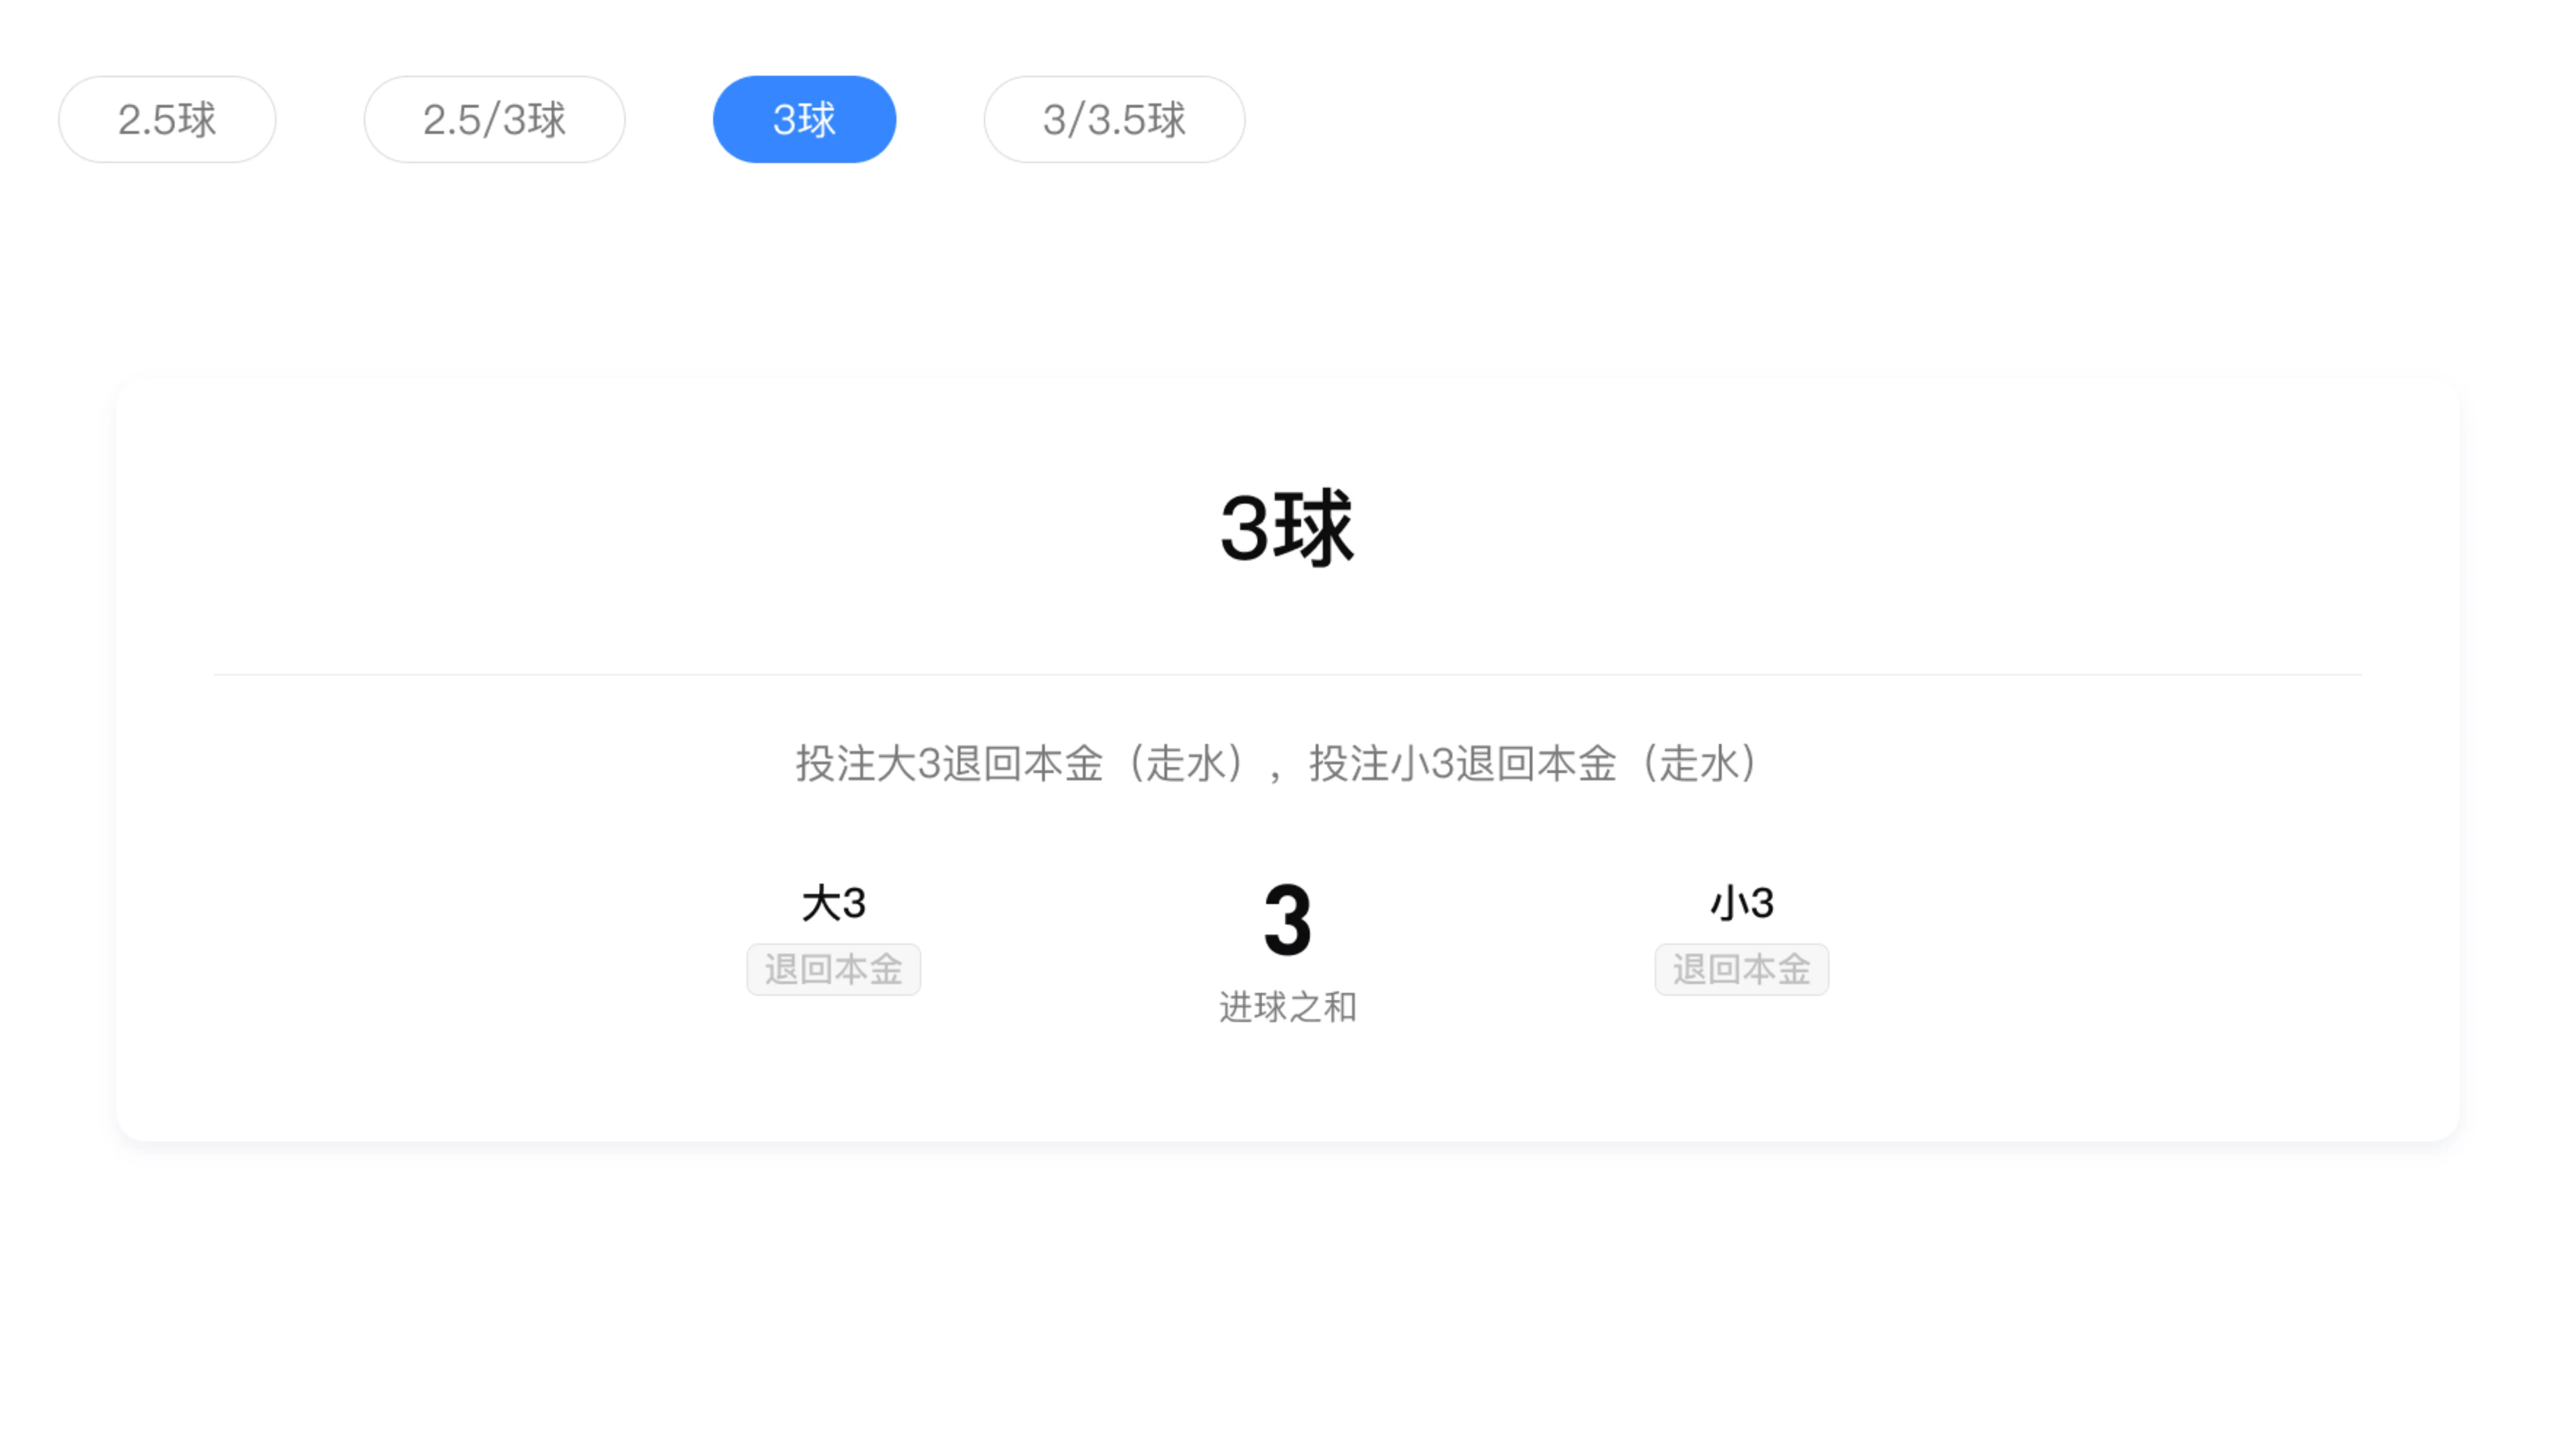 2.5球 2.5/3球 3球 3/3.5球
3球
投注大3退回本金（走水），投注小3退回本金（走水）
大3 3 小3
退回本金 退回本金
进球之和